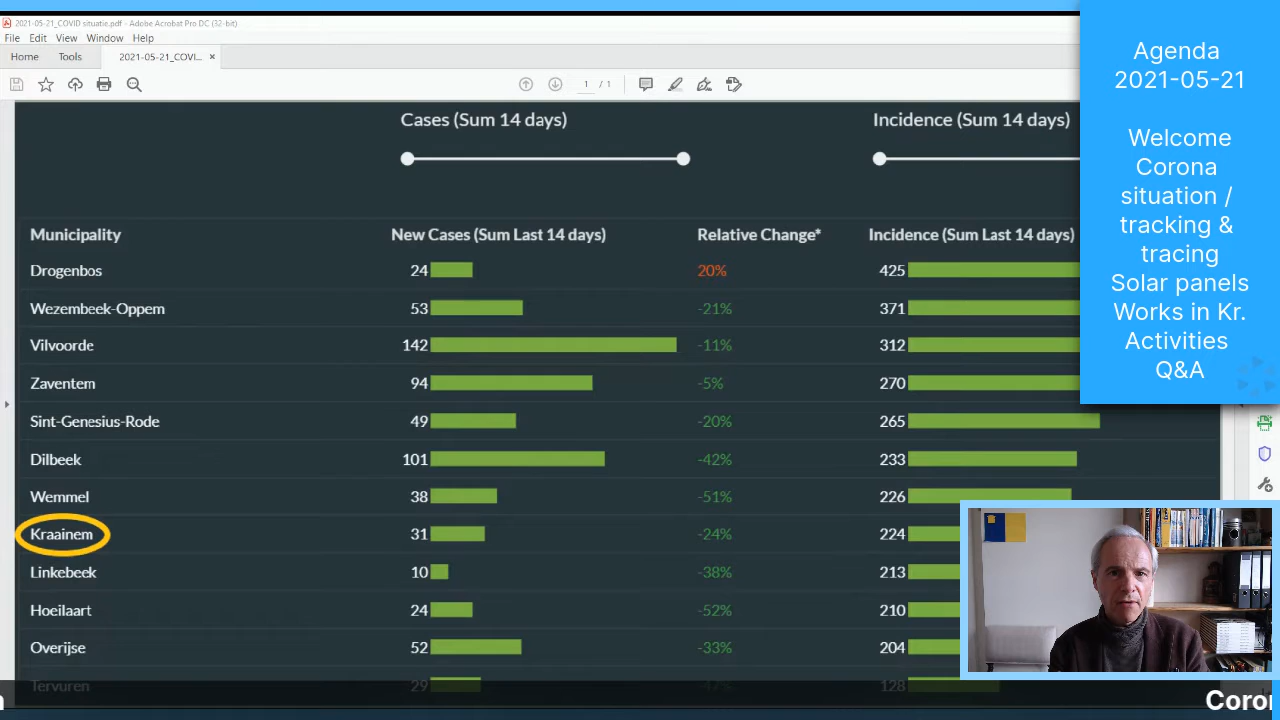 2021-05-21_COVID situatie.pdf - Adobe Acrobat Pro DC (32-bit)
File Edit View Window Help
Home Tools 2021-05-21_COVI... ×
1 / 1
Cases (Sum 14 days) Incidence (Sum 14 days)
Municipality New Cases (Sum Last 14 days) Relative Change* Incidence (Sum Last 14 days)
Drogenbos 24 20% 425
Wezembeek-Oppem 53 -21% 371
Vilvoorde 142 -11% 312
Zaventem 94 -5% 270
Sint-Genesius-Rode 49 -20% 265
Dilbeek 101 -42% 233
Wemmel 38 -51% 226
Kraainem 31 -24% 224
Linkebeek 10 -38% 213
Hoeilaart 24 -52% 210
Overijse 52 -33% 204
Tervuren 29 -47% 128
Agenda
2021-05-21
Welcome
Corona
situation /
tracking &
tracing
Solar panels
Works in Kr.
Activities
Q&A